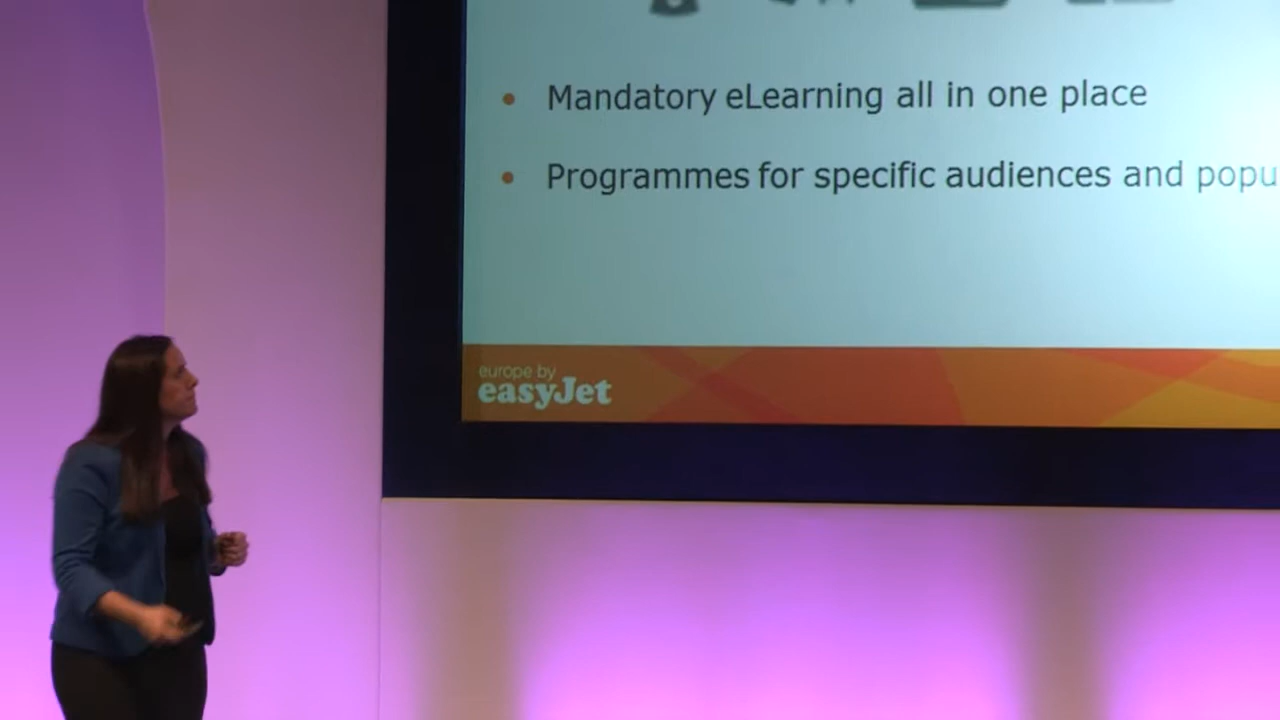 Mandatory eLearning all in one place
Programmes for specific audiences and popu
europe by
easyJet